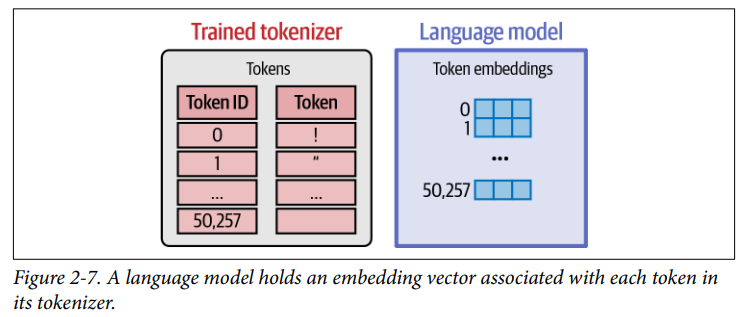 Trained tokenizer
Tokens
Token ID Token
0 !
1 "
... ...
50,257
Language model
Token embeddings
0
1
...
50,257
Figure 2-7. A language model holds an embedding vector associated with each token in
its tokenizer.